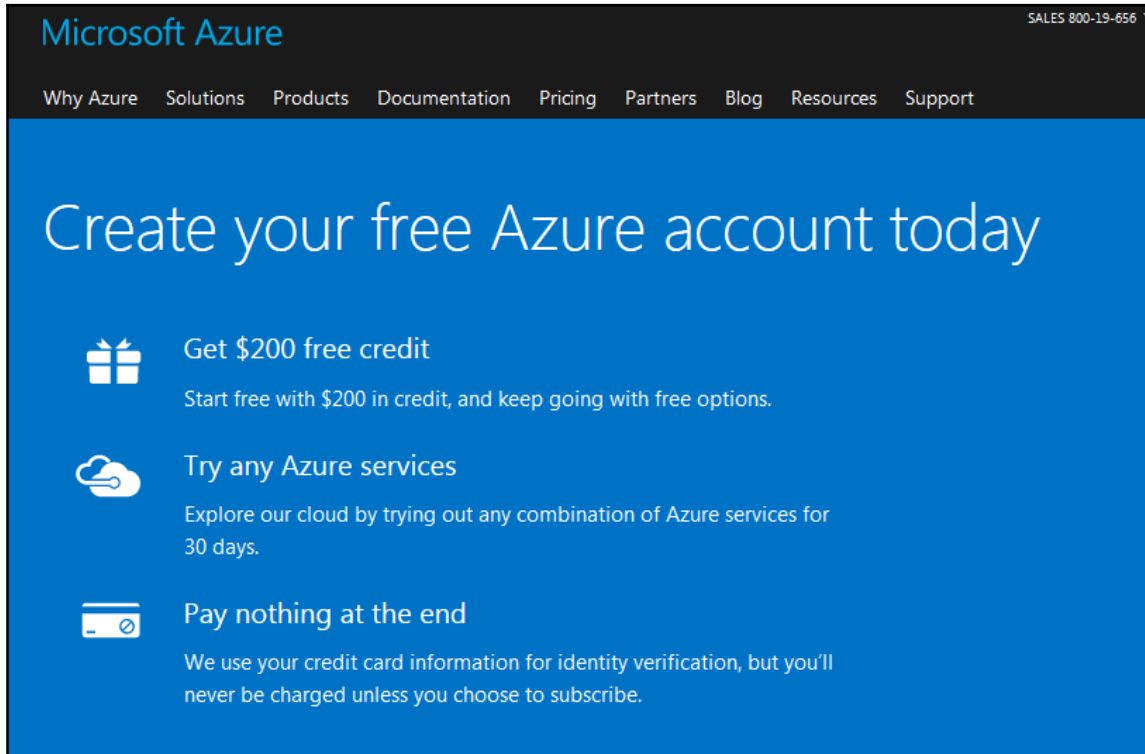 Microsoft Azure
SALES 800-19-656
Why Azure Solutions Products Documentation Pricing Partners Blog Resources Support
Create your free Azure account today
Get $200 free credit
Start free with $200 in credit, and keep going with free options.
Try any Azure services
Explore our cloud by trying out any combination of Azure services for
30 days.
Pay nothing at the end
We use your credit card information for identity verification, but you'll
never be charged unless you choose to subscribe.